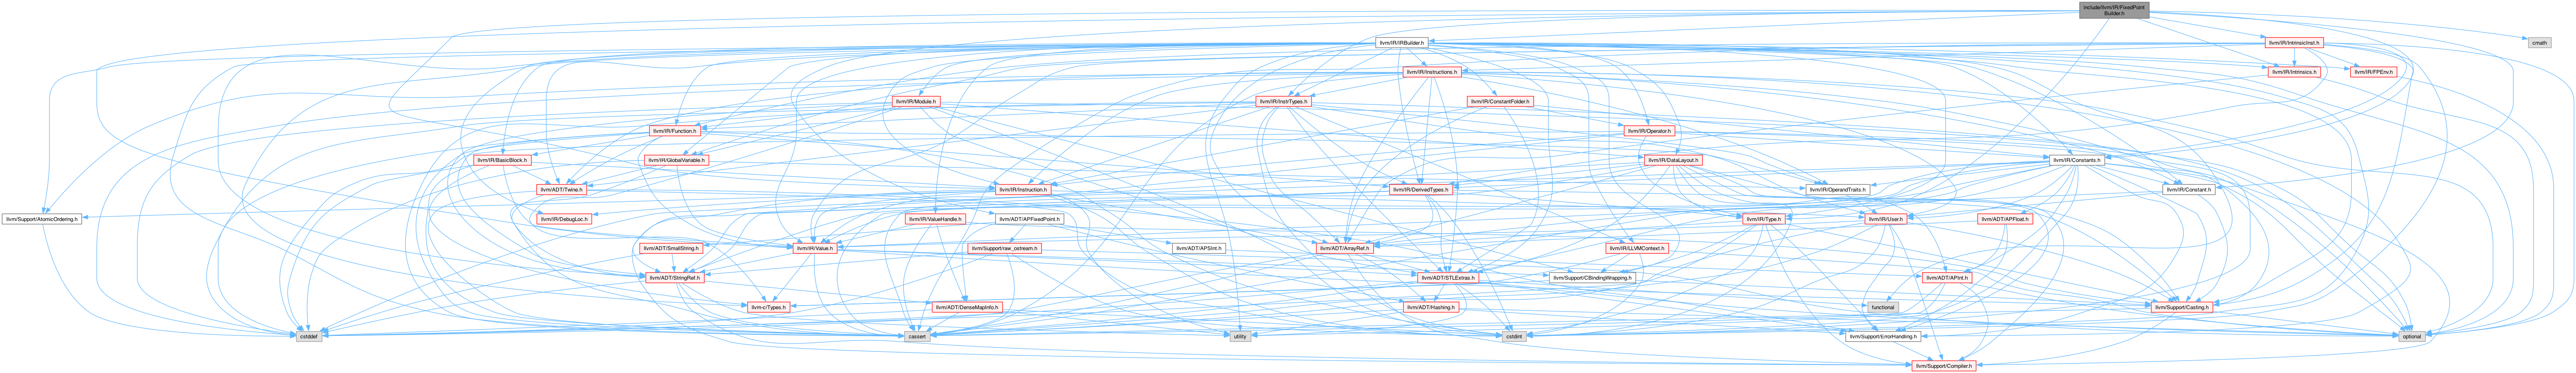 include/llvm/IR/FixedPoint
Builder.h
llvm/IR/IRBuilder.h
llvm/IR/IntrinsicInst.h
cmath
llvm/IR/Instructions.h
llvm/IR/Intrinsics.h
llvm/IR/FPEnv.h
llvm/IR/Module.h
llvm/IR/InstrTypes.h
llvm/IR/ConstantFolder.h
llvm/IR/Function.h
llvm/IR/Operator.h
llvm/IR/BasicBlock.h
llvm/IR/GlobalVariable.h
llvm/IR/DataLayout.h
llvm/IR/Constants.h
llvm/ADT/Twine.h
llvm/IR/Instruction.h
llvm/IR/DerivedTypes.h
llvm/IR/OperandTraits.h
llvm/IR/Constant.h
llvm/Support/AtomicOrdering.h
llvm/IR/DebugLoc.h
llvm/IR/ValueHandle.h
llvm/ADT/APFixedPoint.h
llvm/IR/Type.h
llvm/IR/User.h
llvm/ADT/APFloat.h
llvm/ADT/SmallString.h
llvm/IR/Value.h
llvm/Support/raw_ostream.h
llvm/ADT/APSInt.h
llvm/ADT/ArrayRef.h
llvm/IR/LLVMContext.h
llvm/ADT/StringRef.h
llvm/ADT/STLExtras.h
llvm/Support/CBindingWrapping.h
llvm/ADT/APInt.h
llvm-c/Types.h
llvm/ADT/DenseMapInfo.h
llvm/ADT/Hashing.h
functional
llvm/Support/Casting.h
cstddef
cassert
utility
cstdint
llvm/Support/ErrorHandling.h
optional
llvm/Support/Compiler.h